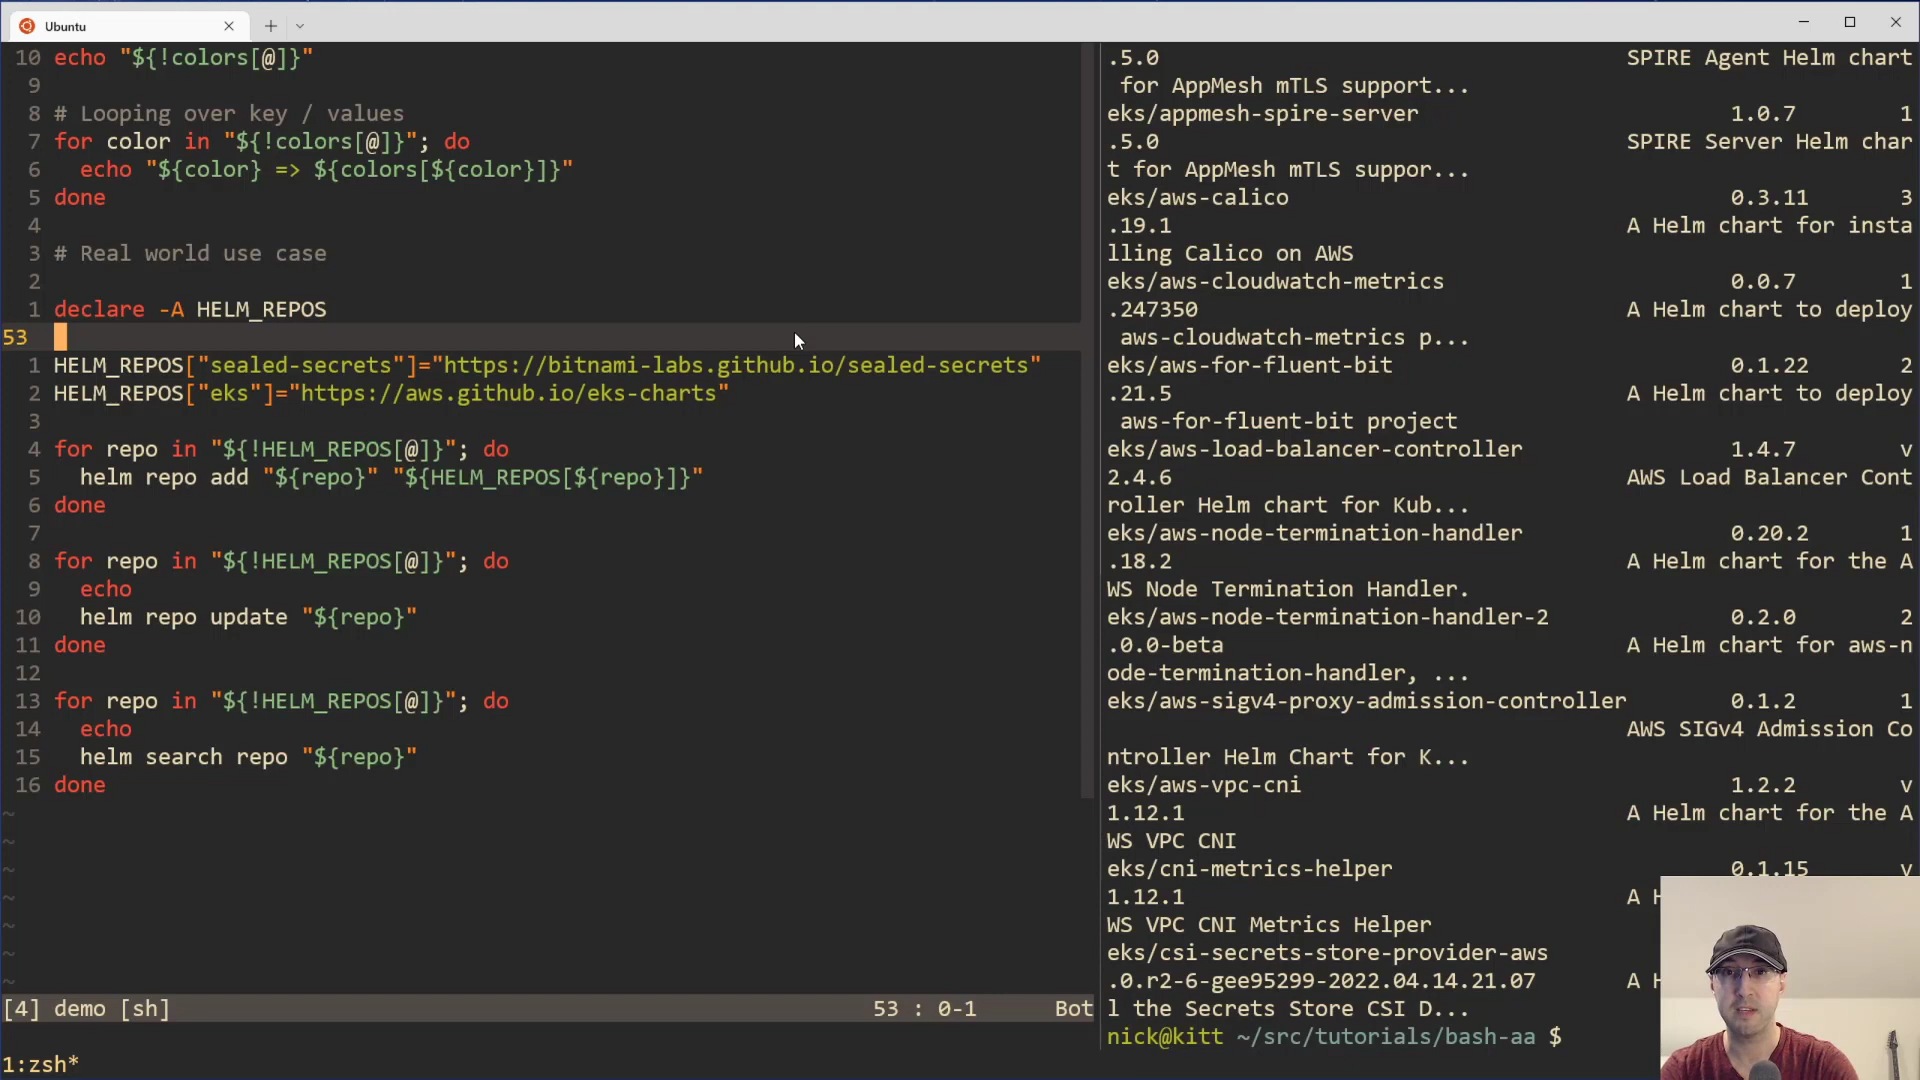 Ubuntu
10 echo "${!colors[@]}"
9
8 # Looping over key / values
7 for color in "${!colors[@]}"; do
6 echo "${color} => ${colors[${color}]}"
5 done
4
3 # Real world use case
2
1 declare -A HELM_REPOS
53
1 HELM_REPOS["sealed-secrets"]="https://bitnami-labs.github.io/sealed-secrets"
2 HELM_REPOS["eks"]="https://aws.github.io/eks-charts"
3
4 for repo in "${!HELM_REPOS[@]}"; do
5 helm repo add "${repo}" "${HELM_REPOS[${repo}]}"
6 done
7
8 for repo in "${!HELM_REPOS[@]}"; do
9 echo
10 helm repo update "${repo}"
11 done
12
13 for repo in "${!HELM_REPOS[@]}"; do
14 echo
15 helm search repo "${repo}"
16 done
~
~
~
~
~
~
~
[4] demo [sh] 53 : 0-1 Bot
1:zsh*
.5.0 SPIRE Agent Helm chart
for AppMesh mTLS support...
eks/appmesh-spire-server 1.0.7 1
.5.0 SPIRE Server Helm char
t for AppMesh mTLS suppor...
eks/aws-calico 0.3.11 3
.19.1 A Helm chart for insta
lling Calico on AWS
eks/aws-cloudwatch-metrics 0.0.7 1
.247350 A Helm chart to deploy
aws-cloudwatch-metrics p...
eks/aws-for-fluent-bit 0.1.22 2
.21.5 A Helm chart to deploy
aws-for-fluent-bit project
eks/aws-load-balancer-controller 1.4.7 v
2.4.6 AWS Load Balancer Cont
roller Helm chart for Kub...
eks/aws-node-termination-handler 0.20.2 1
.18.2 A Helm chart for the A
WS Node Termination Handler.
eks/aws-node-termination-handler-2 0.2.0 2
.0.0-beta A Helm chart for aws-n
ode-termination-handler, ...
eks/aws-sigv4-proxy-admission-controller 0.1.2 1
AWS SIGv4 Admission Co
ntroller Helm Chart for K...
eks/aws-vpc-cni 1.2.2 v
1.12.1 A Helm chart for the A
WS VPC CNI
eks/cni-metrics-helper 0.1.15 v
1.12.1 A H
WS VPC CNI Metrics Helper
eks/csi-secrets-store-provider-aws
.0.r2-6-gee95299-2022.04.14.21.07 A H
l the Secrets Store CSI D...
nick@kitt ~/src/tutorials/bash-aa $